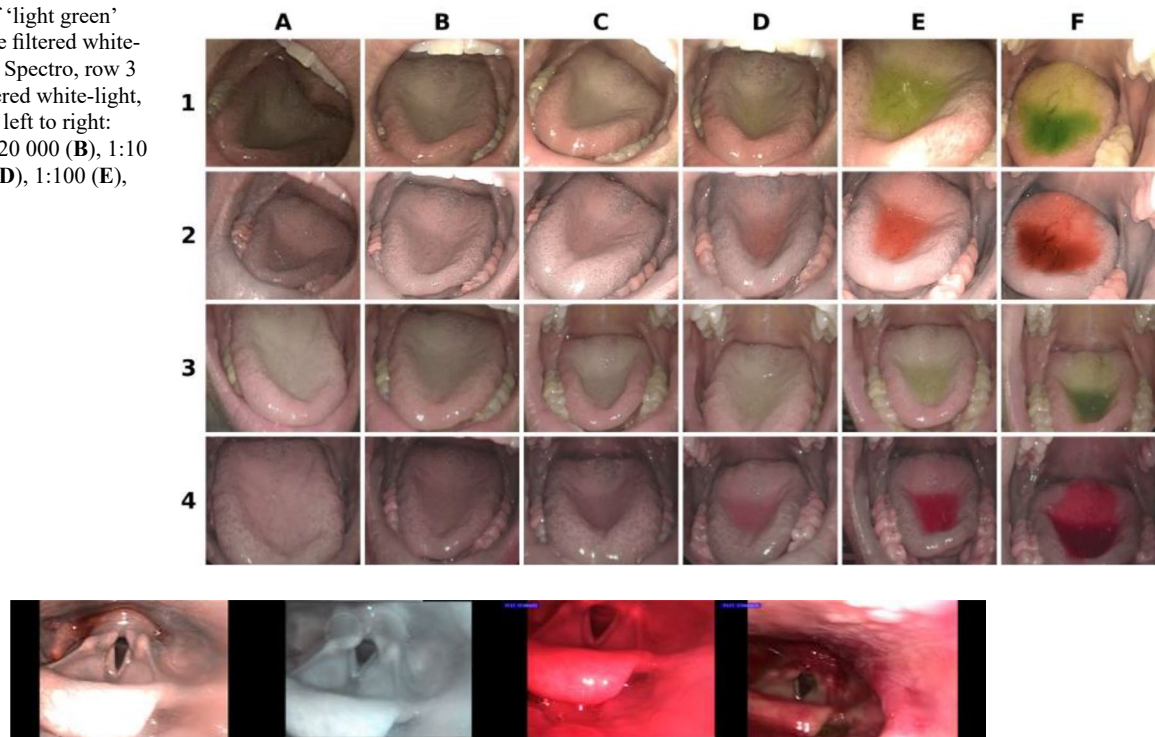 f ‘light green’
e filtered white-
Spectro, row 3
ered white-light,
left to right:
20 000 (B), 1:10
D), 1:100 (E),
A B C D E F
1
2
3
4